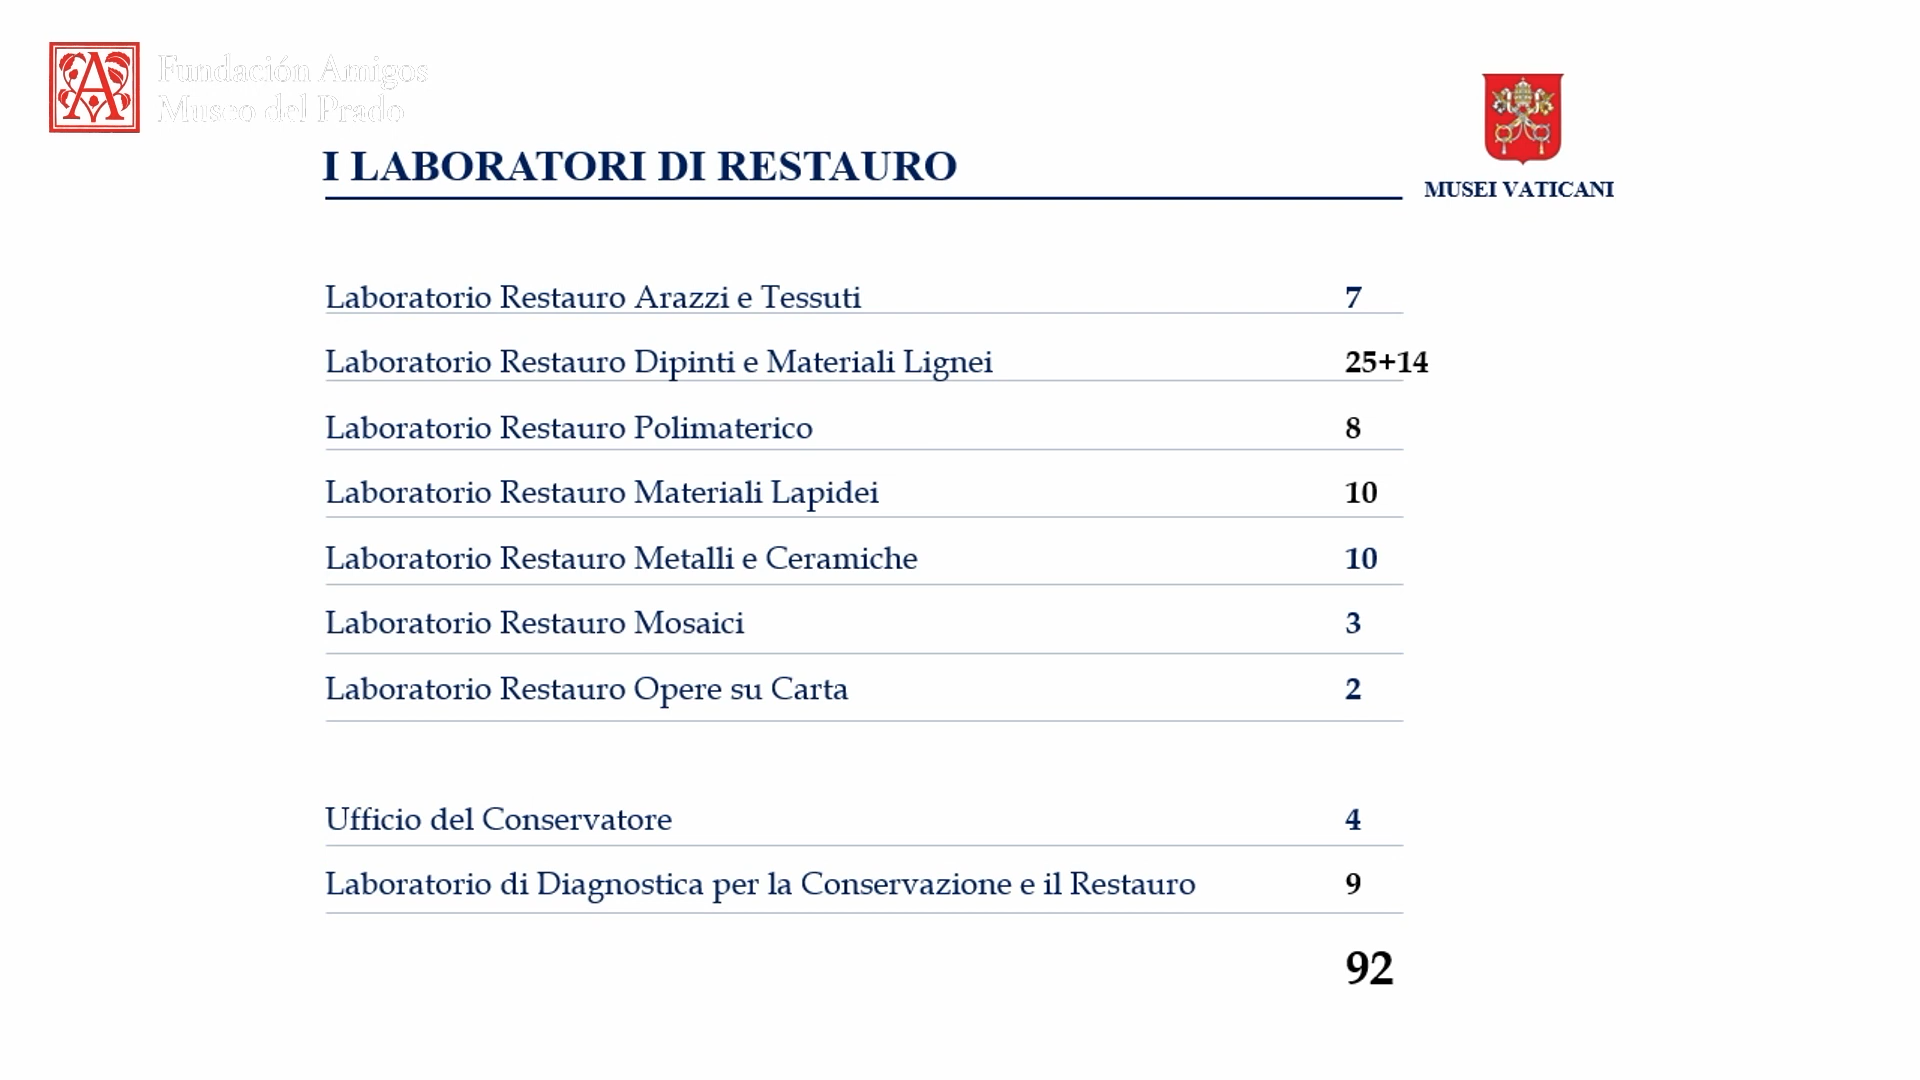 Fundación Amigos
Museo del Prado
I LABORATORI DI RESTAURO
MUSEI VATICANI
Laboratorio Restauro Arazzi e Tessuti 7
Laboratorio Restauro Dipinti e Materiali Lignei 25+14
Laboratorio Restauro Polimaterico 8
Laboratorio Restauro Materiali Lapidei 10
Laboratorio Restauro Metalli e Ceramiche 10
Laboratorio Restauro Mosaici 3
Laboratorio Restauro Opere su Carta 2
Ufficio del Conservatore 4
Laboratorio di Diagnostica per la Conservazione e il Restauro 9
92